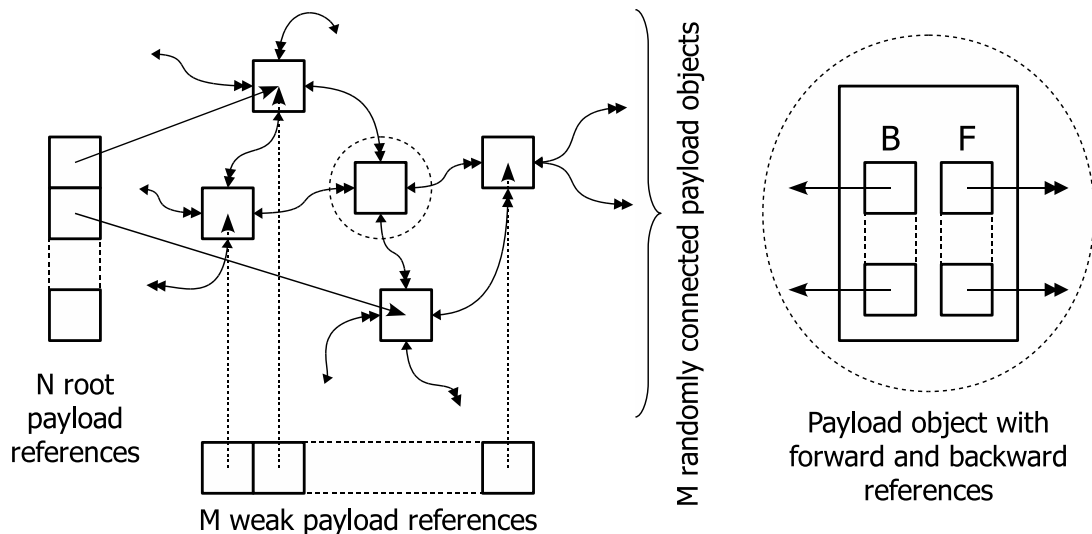 N root
payload
references
M weak payload references
M randomly connected payload objects
B F
Payload object with
forward and backward
references